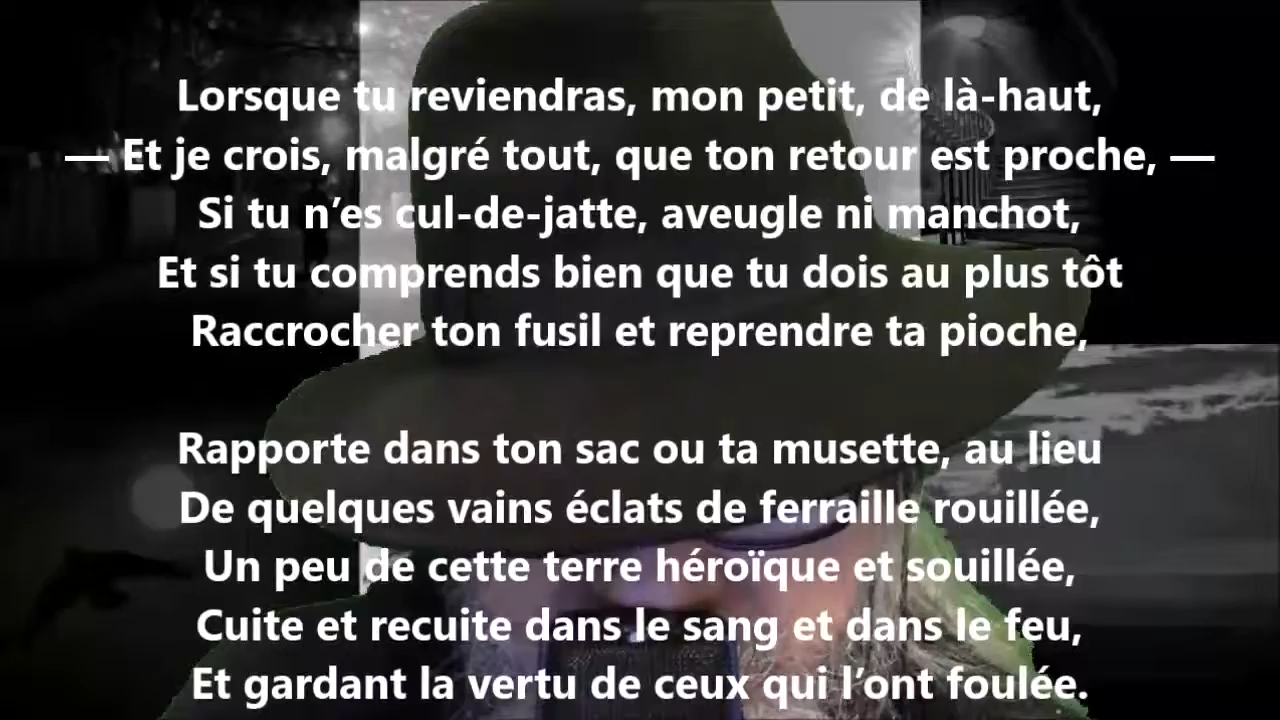 Lorsque tu reviendras, mon petit, de là-haut,
— Et je crois, malgré tout, que ton retour est proche, —
Si tu n’es cul-de-jatte, aveugle ni manchot,
Et si tu comprends bien que tu dois au plus tôt
Raccrocher ton fusil et reprendre ta pioche,
Rapporte dans ton sac ou ta musette, au lieu
De quelques vains éclats de ferraille rouillée,
Un peu de cette terre héroïque et souillée,
Cuite et recuite dans le sang et dans le feu,
Et gardant la vertu de ceux qui l’ont foulée.